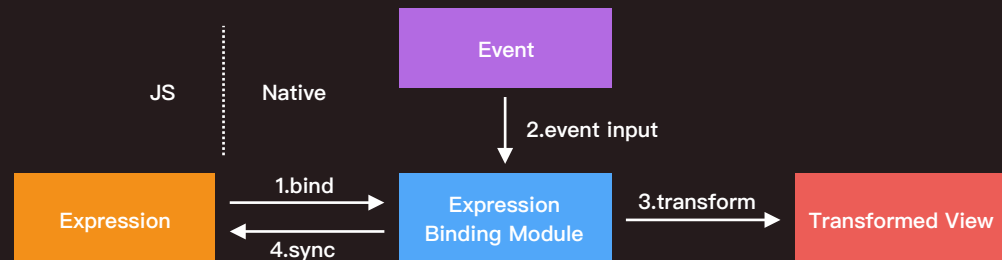 Event
JS
Native
2.event input
1.bind
Expression
Expression
Binding Module
3.transform
Transformed View
4.sync